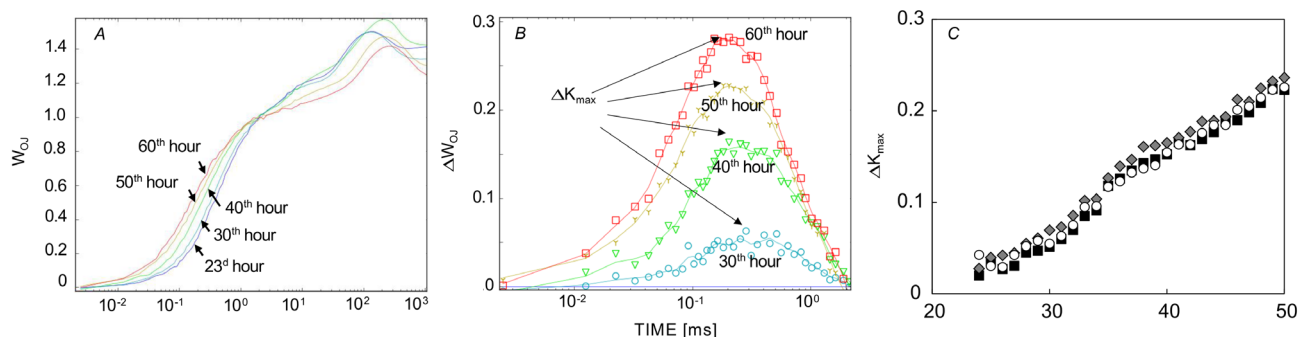 A
W_OJ
1.4
1.2
1.0
0.8
0.6
0.4
0.2
0
60th hour
50th hour
40th hour
30th hour
23d hour
10^-2
10^-1
10^0
10^1
10^2
10^3
B
ΔW_OJ
0.3
0.2
0.1
0
ΔK_max
60th hour
50th hour
40th hour
30th hour
10^-2
10^-1
10^0
TIME [ms]
C
ΔK_max
0.3
0.2
0.1
0
20
30
40
50